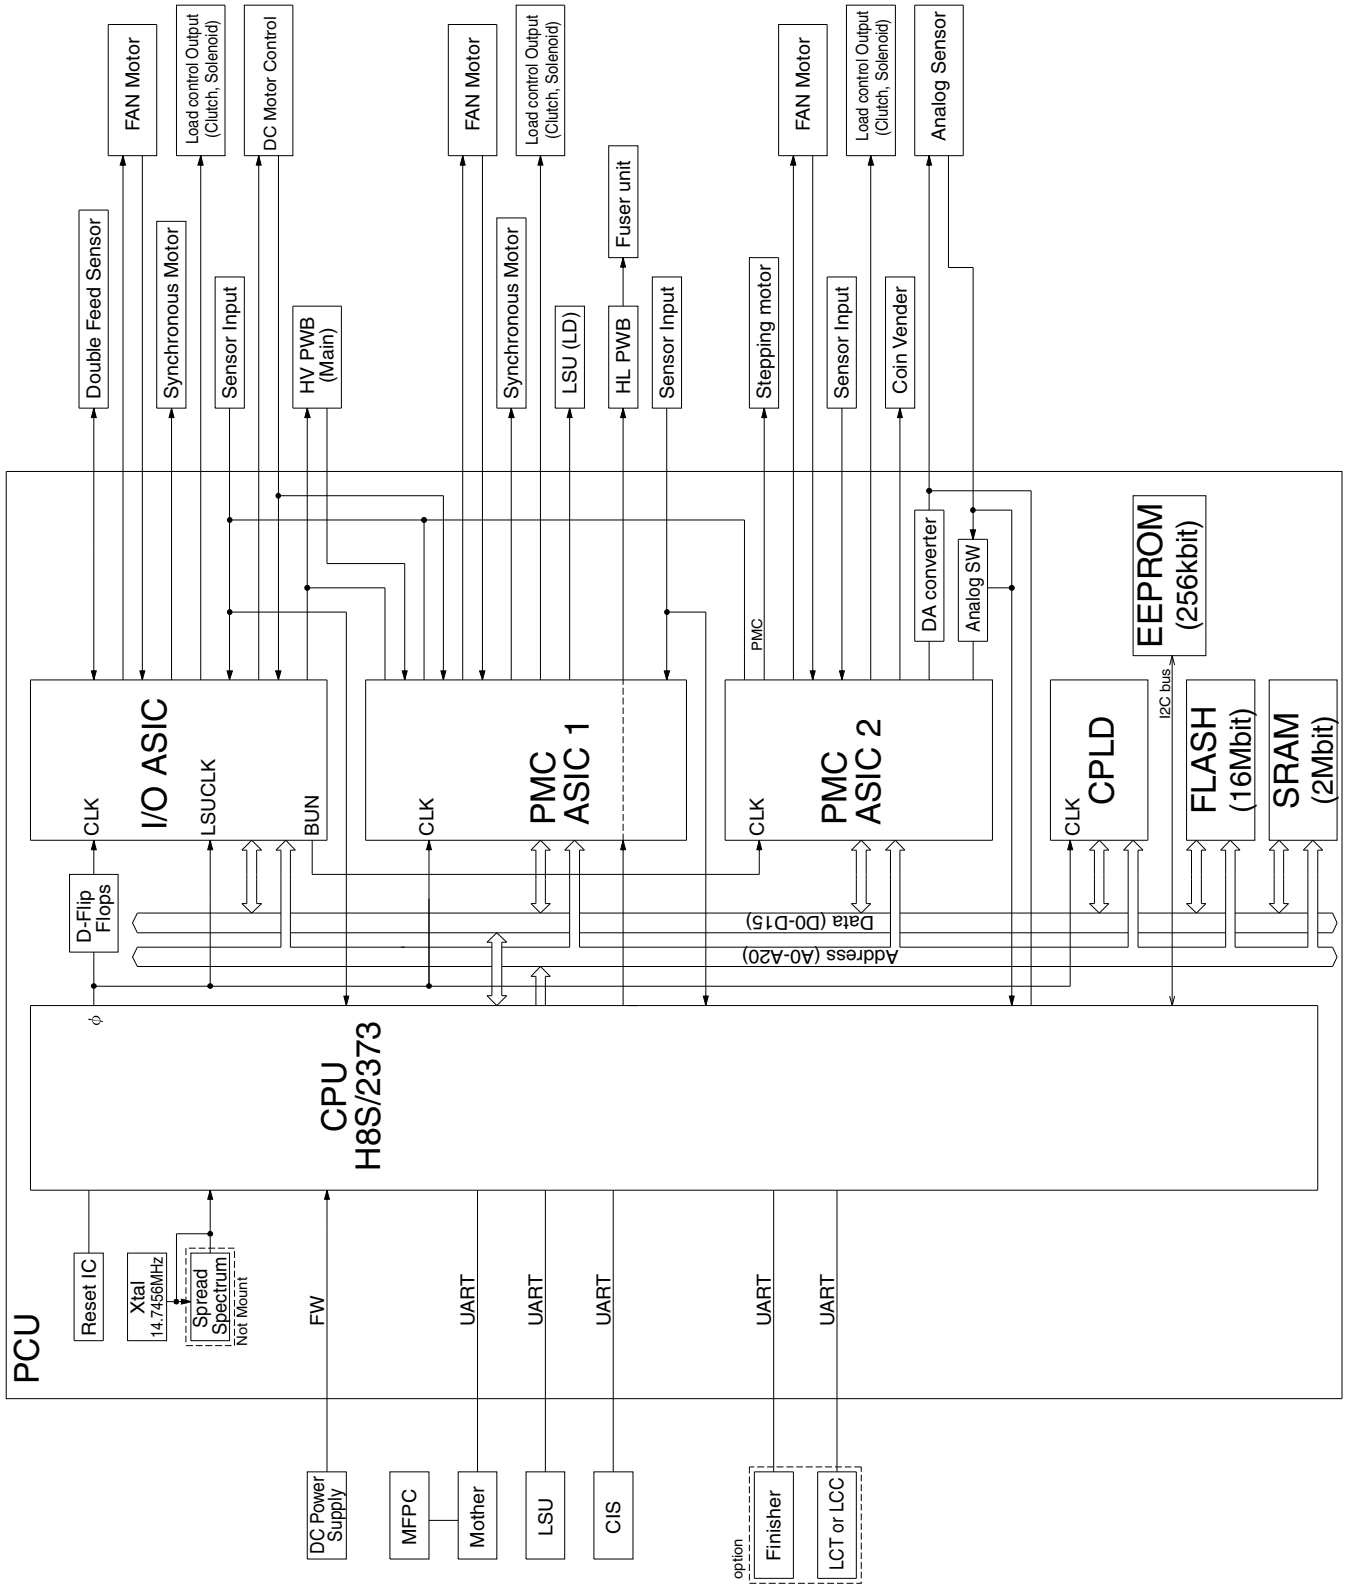 PCU
Reset IC
Xtal
14.7456MHz
Spread
Spectrum
Not Mount
DC Power
Supply
FW
MFPC
Mother
UART
LSU
UART
CIS
UART
option
Finisher
UART
LCT or LCC
UART
CPU
H8S/2373
ϕ
D-Flip
Flops
Data (D0-D15)
Address (A0-A20)
CLK
I/O ASIC
LSUCLK
BUN
CLK
PMC
ASIC 1
CLK
PMC
ASIC 2
CLK
CPLD
FLASH
(16Mbit)
SRAM
(2Mbit)
I2C bus
EEPROM
(256kbit)
PMC
DA converter
Analog SW
Double Feed Sensor
FAN Motor
Synchronous Motor
Load control Output
(Clutch, Solenoid)
Sensor Input
DC Motor Control
HV PWB
(Main)
FAN Motor
Synchronous Motor
Load control Output
(Clutch, Solenoid)
LSU (LD)
HL PWB
Fuser unit
Sensor Input
Stepping motor
FAN Motor
Sensor Input
Load control Output
(Clutch, Solenoid)
Coin Vender
Analog Sensor